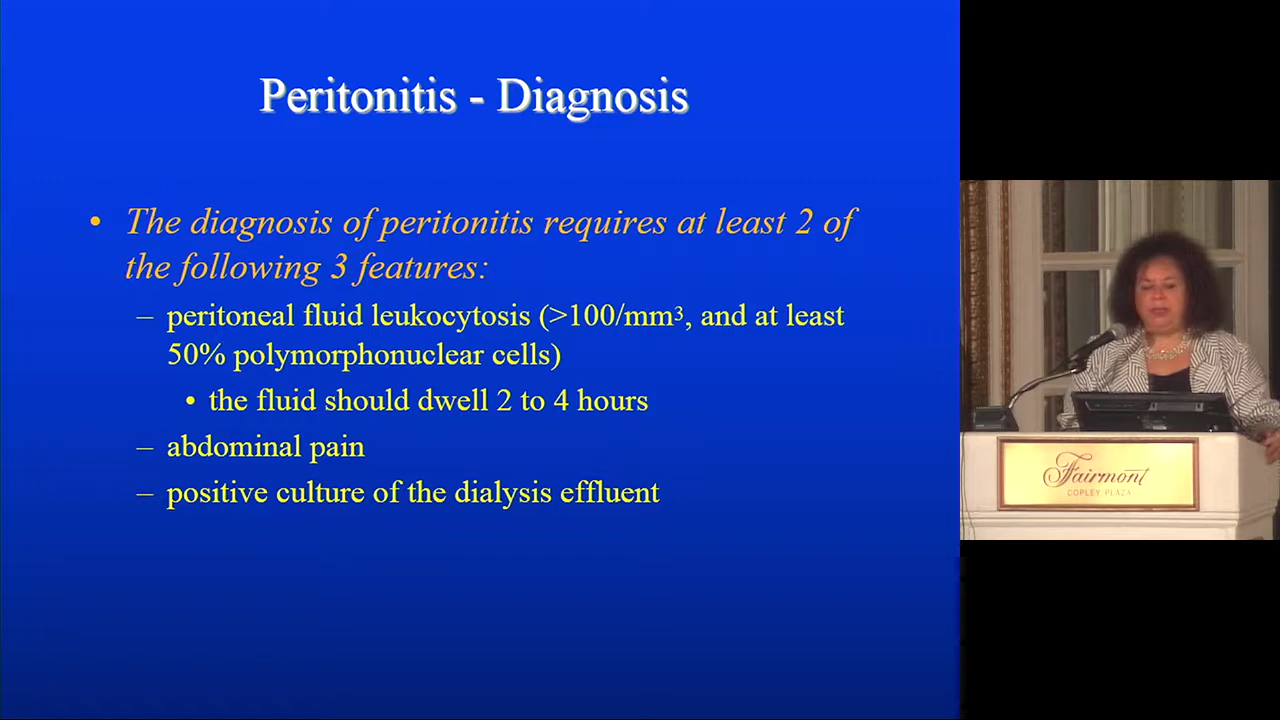 Peritonitis - Diagnosis
• The diagnosis of peritonitis requires at least 2 of
the following 3 features:
– peritoneal fluid leukocytosis (>100/mm³, and at least
50% polymorphonuclear cells)
• the fluid should dwell 2 to 4 hours
– abdominal pain
– positive culture of the dialysis effluent
Fairmont
COPLEY PLAZA